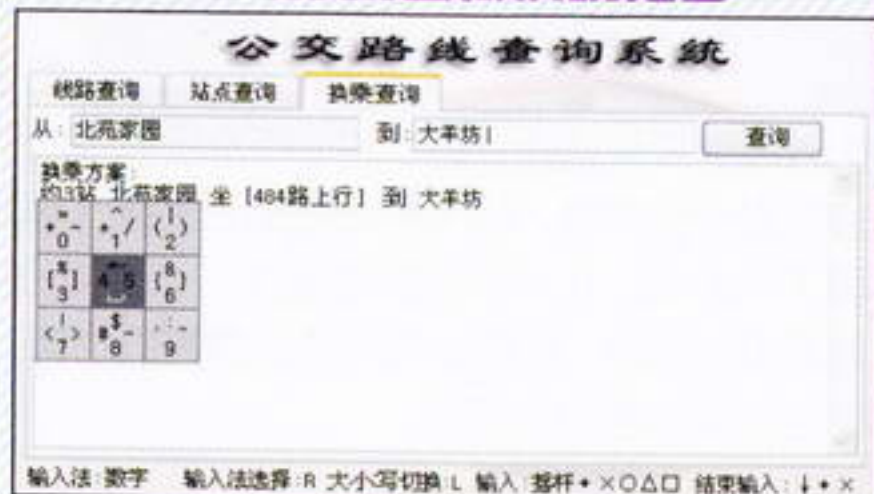 公交路线查询系统
线路查询 站点查询 换乘查询
从: 北苑家园 到: 大羊坊 查询
换乘方案:
约3站 北苑家园 坐 [484路上行] 到 大羊坊
= + - 0 ^ * / 1 | ( ) 2
% [ ] 3 4 5 8 { } 6
! < > 7 $ # - 8 : , - 9
输入法:数字 输入法选择:R 大小写切换:L 输入:摇杆+×○△□ 结束输入:↓+×